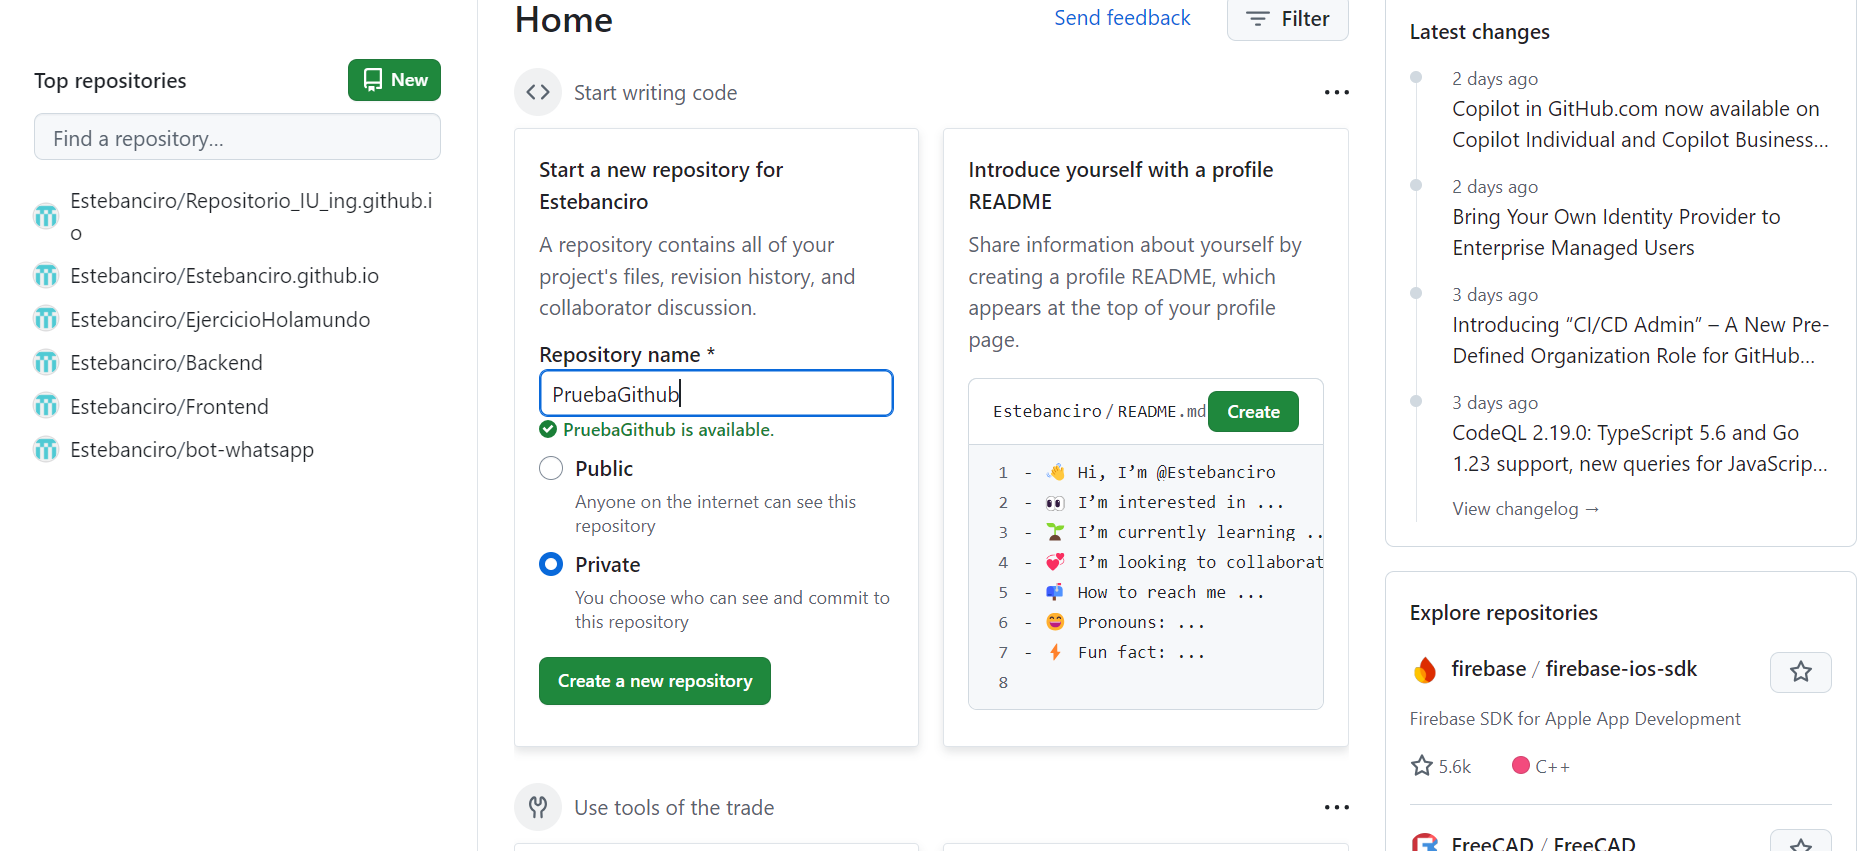 Top repositories
New
Find a repository...
Estebanciro/Repositorio_IU_ing.github.i
o
Estebanciro/Estebanciro.github.io
Estebanciro/EjercicioHolamundo
Estebanciro/Backend
Estebanciro/Frontend
Estebanciro/bot-whatsapp
Home
Send feedback
Filter
Start writing code
Start a new repository for
Estebanciro
A repository contains all of your
project's files, revision history, and
collaborator discussion.
Repository name *
PruebaGithub
PruebaGithub is available.
Public
Anyone on the internet can see this
repository
Private
You choose who can see and commit to
this repository
Create a new repository
Introduce yourself with a profile
README
Share information about yourself by
creating a profile README, which
appears at the top of your profile
page.
Estebanciro / README.md
Create
1 - 👋 Hi, I’m @Estebanciro
2 - 👀 I’m interested in ...
3 - 🌱 I’m currently learning ..
4 - 💞️ I’m looking to collaborat
5 - 📫 How to reach me ...
6 - 😄 Pronouns: ...
7 - ⚡ Fun fact: ...
8
Use tools of the trade
Latest changes
2 days ago
Copilot in GitHub.com now available on
Copilot Individual and Copilot Business...
2 days ago
Bring Your Own Identity Provider to
Enterprise Managed Users
3 days ago
Introducing “CI/CD Admin” – A New Pre-
Defined Organization Role for GitHub...
3 days ago
CodeQL 2.19.0: TypeScript 5.6 and Go
1.23 support, new queries for JavaScrip...
View changelog →
Explore repositories
firebase / firebase-ios-sdk
Firebase SDK for Apple App Development
5.6k
C++
FreeCAD / FreeCAD